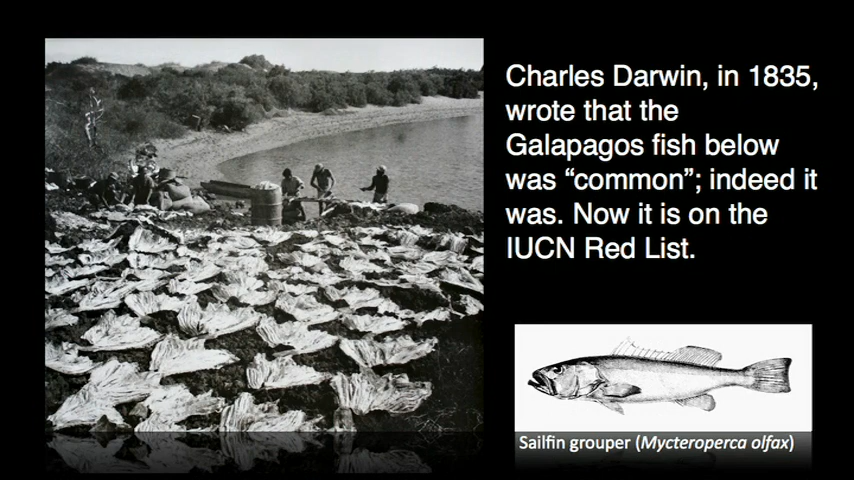 Charles Darwin, in 1835,
wrote that the
Galapagos fish below
was “common”; indeed it
was. Now it is on the
IUCN Red List.
Sailfin grouper (Mycteroperca olfax)